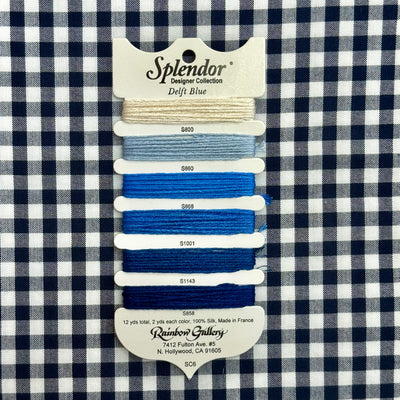 Splendor®
Designer Collection
Delft Blue
S800
S860
S868
S1001
S1143
S858
12 yds total, 2 yds each color, 100% Silk, Made in France
Rainbow Gallery
7412 Fulton Ave. #5
N. Hollywood, CA 91605
SC6